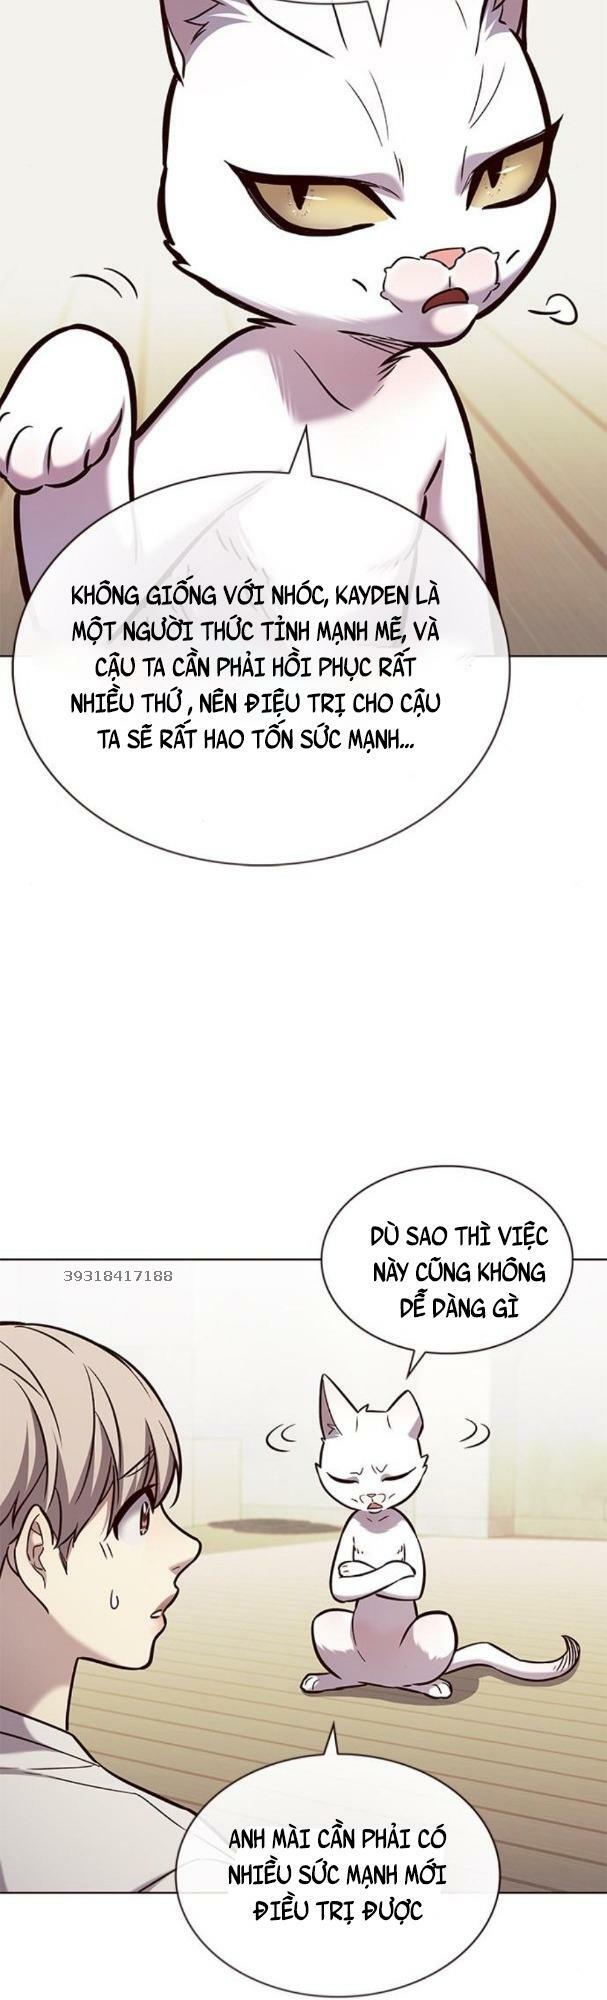 KHÔNG GIỐNG VỚI NHÓC, KAYDEN LÀ
MỘT NGƯỜI THỨC TỈNH MẠNH MẼ, VÀ
CẬU TA CẦN PHẢI HỒI PHỤC RẤT
NHIỀU THỨ, NÊN ĐIỆU TRỊ CHO CẬU
TA SẼ RẤT HAO TỐN SỨC MẠNH...
DÙ SAO THÌ VIỆC
NÀY CŨNG KHÔNG
DỄ DÀNG GÌ
39318417188
ANH MÀI CẦN PHẢI CÓ
NHIỀU SỨC MẠNH MỚI
ĐIỀU TRỊ ĐƯỢC